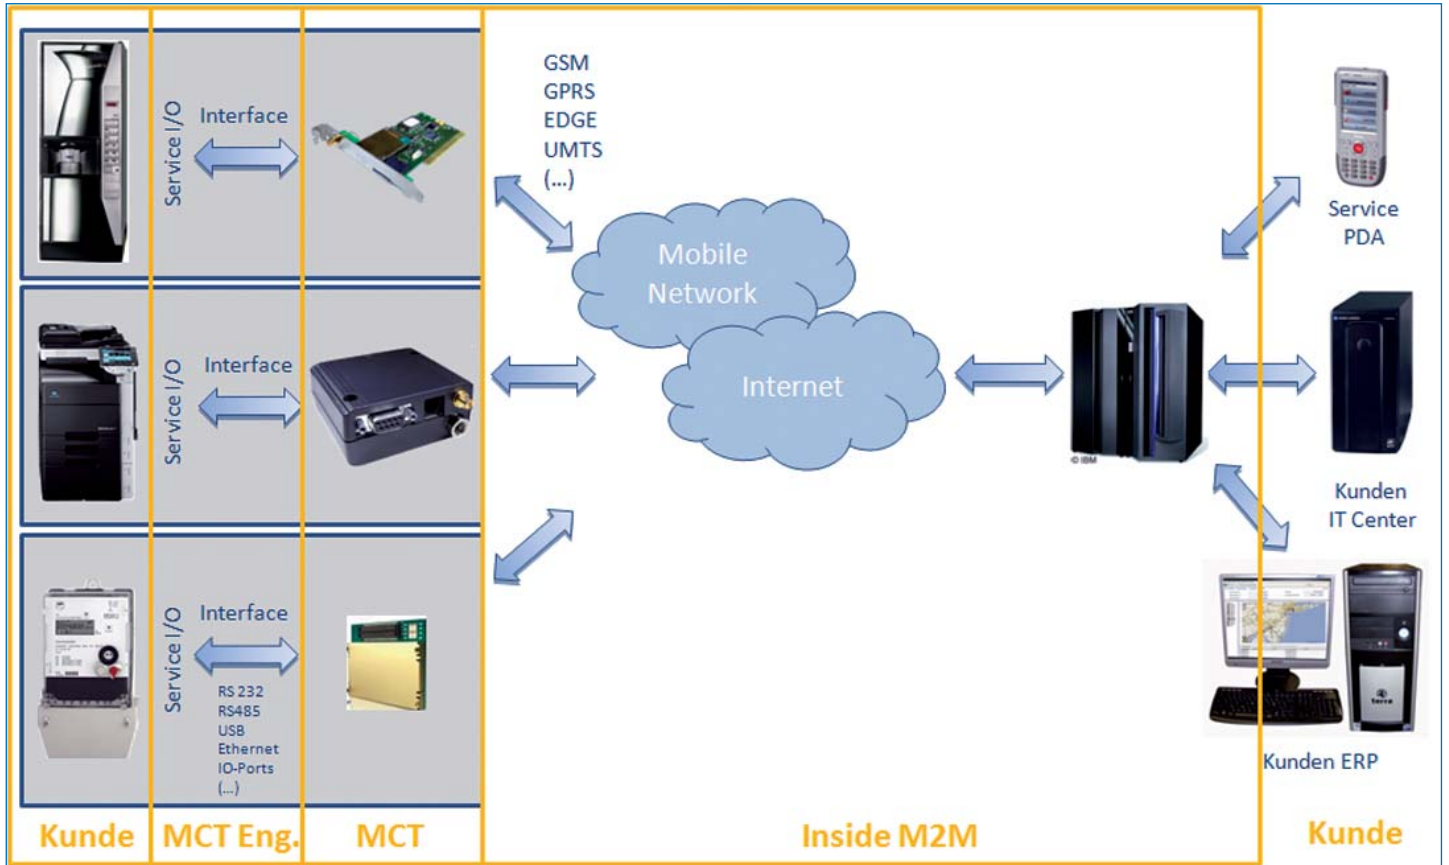 Service I/O
Interface
GSM
GPRS
EDGE
UMTS
(...)
Mobile
Network
Service
PDA
Service I/O
Interface
Internet
© IBM
Kunden
IT Center
Service I/O
Interface
RS 232
RS485
USB
Ethernet
IO-Ports
(...)
terra
Kunden ERP
Kunde
MCT Eng.
MCT
Inside M2M
Kunde